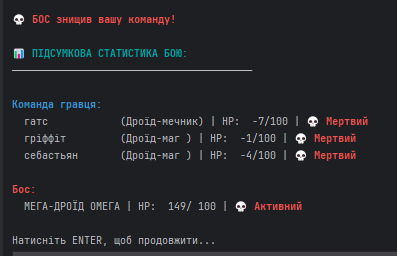 💀 БОС знищив вашу команду!
📊 ПІДСУМКОВА СТАТИСТИКА БОЮ:
Команда гравця:
гатс (Дроїд-мечник) | HP: -7/100 | 💀 Мертвий
гріффіт (Дроїд-маг ) | HP: -1/100 | 💀 Мертвий
себастьян (Дроїд-маг ) | HP: -4/100 | 💀 Мертвий
Бос:
МЕГА-ДРОЇД ОМЕГА | HP: 149/ 100 | 💀 Активний
Натисніть ENTER, щоб продовжити...